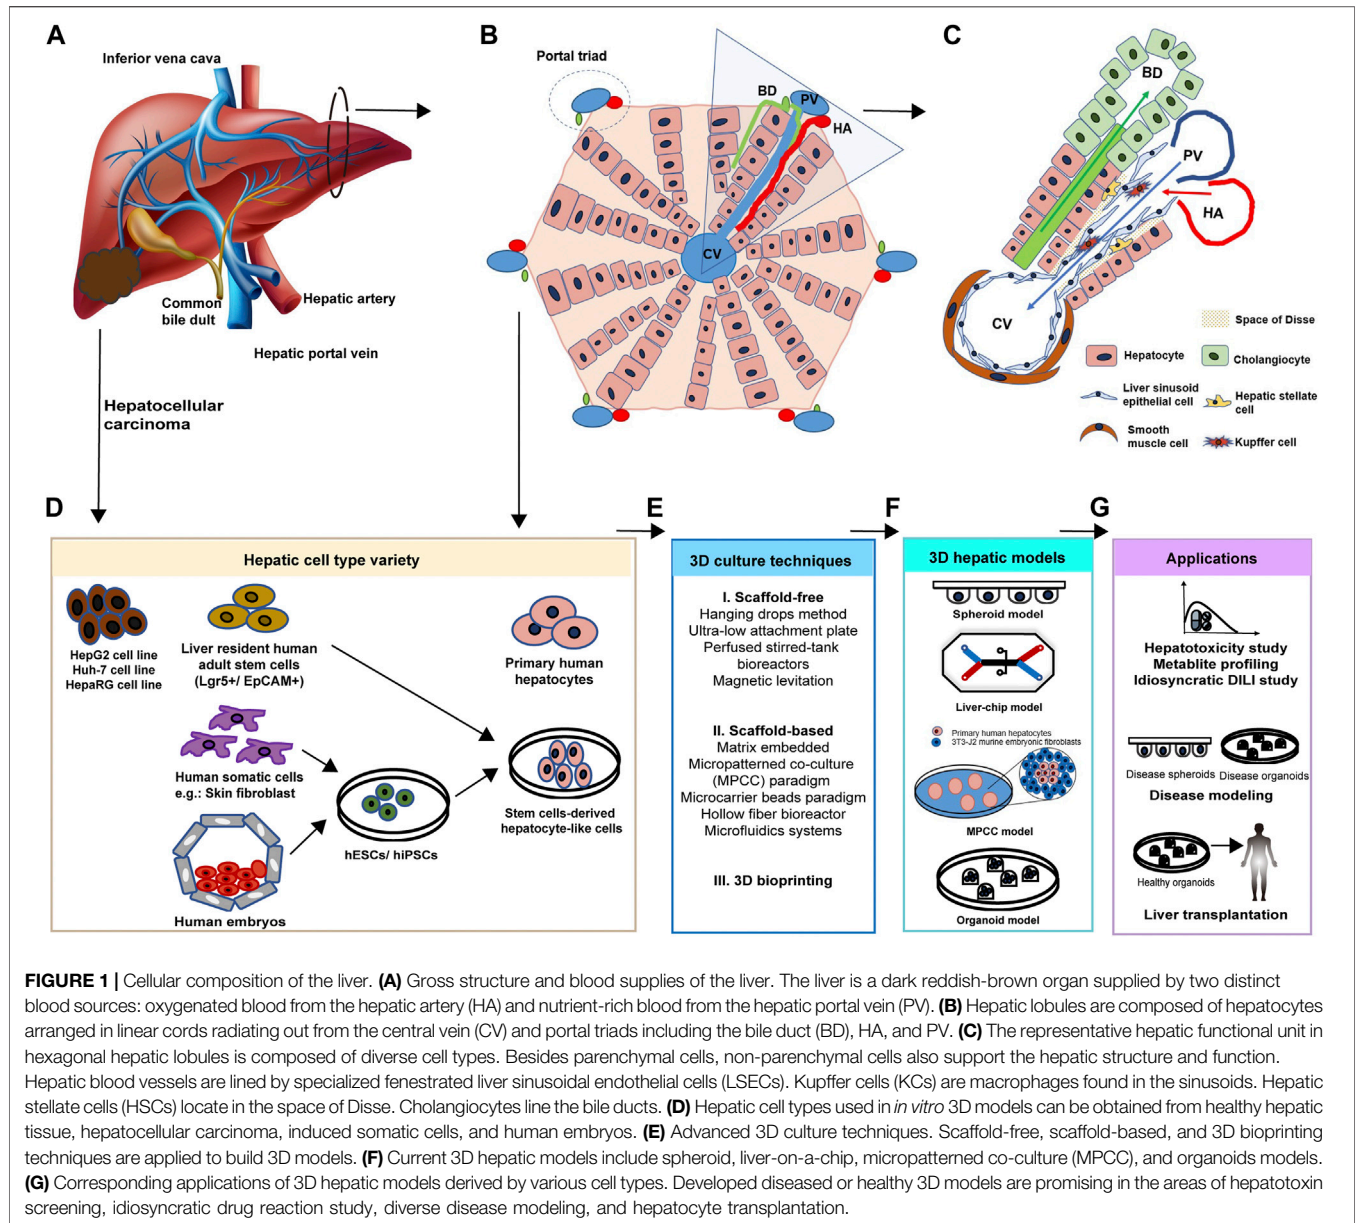 A
Inferior vena cava
Common
bile dult
Hepatic artery
Hepatic portal vein
Hepatocellular
carcinoma
B
Portal triad
BD
PV
HA
CV
C
BD
PV
HA
CV
Space of Disse
Hepatocyte
Cholangiocyte
Liver sinusoid
epithelial cell
Hepatic stellate
cell
Smooth
muscle cell
Kupffer cell
D
Hepatic cell type variety
HepG2 cell line
Huh-7 cell line
HepaRG cell line
Liver resident human
adult stem cells
(Lgr5+/ EpCAM+)
Primary human
hepatocytes
Human somatic cells
e.g.: Skin fibroblast
hESCs/ hiPSCs
Stem cells-derived
hepatocyte-like cells
Human embryos
E
3D culture techniques
I. Scaffold-free
Hanging drops method
Ultra-low attachment plate
Perfused stirred-tank
bioreactors
Magnetic levitation
II. Scaffold-based
Matrix embedded
Micropatterned co-culture
(MPCC) paradigm
Microcarrier beads paradigm
Hollow fiber bioreactor
Microfluidics systems
III. 3D bioprinting
F
3D hepatic models
Spheroid model
Liver-chip model
Primary human hepatocytes
3T3-J2 murine embryonic fibroblasts
MPCC model
Organoid model
G
Applications
Hepatotoxicity study
Metablite profiling
Idiosyncratic DILI study
Disease spheroids
Disease organoids
Disease modeling
Healthy organoids
Liver transplantation
FIGURE 1 | Cellular composition of the liver. (A) Gross structure and blood supplies of the liver. The liver is a dark reddish-brown organ supplied by two distinct
blood sources: oxygenated blood from the hepatic artery (HA) and nutrient-rich blood from the hepatic portal vein (PV). (B) Hepatic lobules are composed of hepatocytes
arranged in linear cords radiating out from the central vein (CV) and portal triads including the bile duct (BD), HA, and PV. (C) The representative hepatic functional unit in
hexagonal hepatic lobules is composed of diverse cell types. Besides parenchymal cells, non-parenchymal cells also support the hepatic structure and function.
Hepatic blood vessels are lined by specialized fenestrated liver sinusoidal endothelial cells (LSECs). Kupffer cells (KCs) are macrophages found in the sinusoids. Hepatic
stellate cells (HSCs) locate in the space of Disse. Cholangiocytes line the bile ducts. (D) Hepatic cell types used in in vitro 3D models can be obtained from healthy hepatic
tissue, hepatocellular carcinoma, induced somatic cells, and human embryos. (E) Advanced 3D culture techniques. Scaffold-free, scaffold-based, and 3D bioprinting
techniques are applied to build 3D models. (F) Current 3D hepatic models include spheroid, liver-on-a-chip, micropatterned co-culture (MPCC), and organoids models.
(G) Corresponding applications of 3D hepatic models derived by various cell types. Developed diseased or healthy 3D models are promising in the areas of hepatotoxin
screening, idiosyncratic drug reaction study, diverse disease modeling, and hepatocyte transplantation.